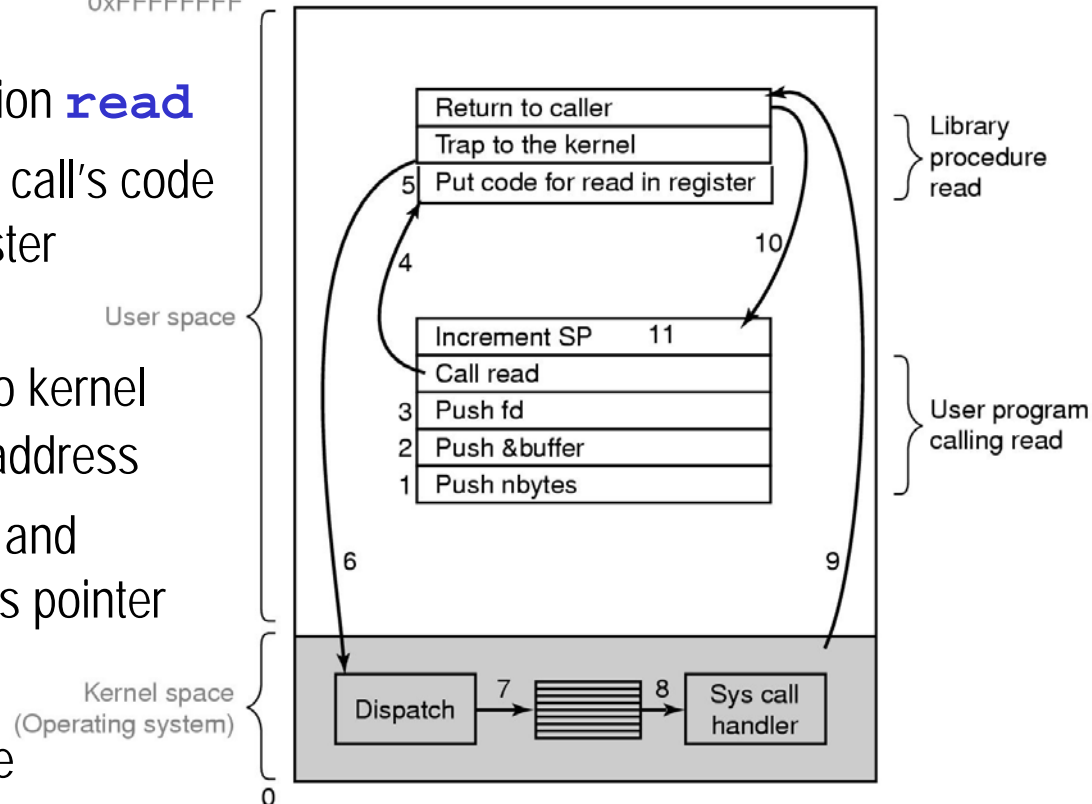 0xFFFFFFFF
ion read
call's code
ster
o kernel
address
and
s pointer
e
User space
Kernel space
(Operating system)
0
Return to caller
Trap to the kernel
5 Put code for read in register
4
10
Library
procedure
read
Increment SP 11
Call read
3 Push fd
2 Push &buffer
1 Push nbytes
User program
calling read
6
9
Dispatch
7
8
Sys call
handler